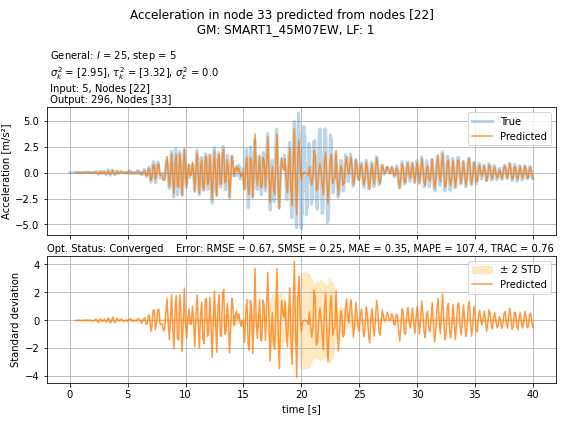 Acceleration in node 33 predicted from nodes [22]
GM: SMART1_45M07EW, LF: 1
General: l = 25, step = 5
σ²ₖ = [2.95], τ²ₖ = [3.32], σ²ₑ = 0.0
Input: 5, Nodes [22]
Output: 296, Nodes [33]
Acceleration [m/s²]
5.0
2.5
0.0
−2.5
−5.0
True
Predicted
Opt. Status: Converged Error: RMSE = 0.67, SMSE = 0.25, MAE = 0.35, MAPE = 107.4, TRAC = 0.76
Standard deviation
4
2
0
−2
−4
± 2 STD
Predicted
0 5 10 15 20 25 30 35 40
time [s]